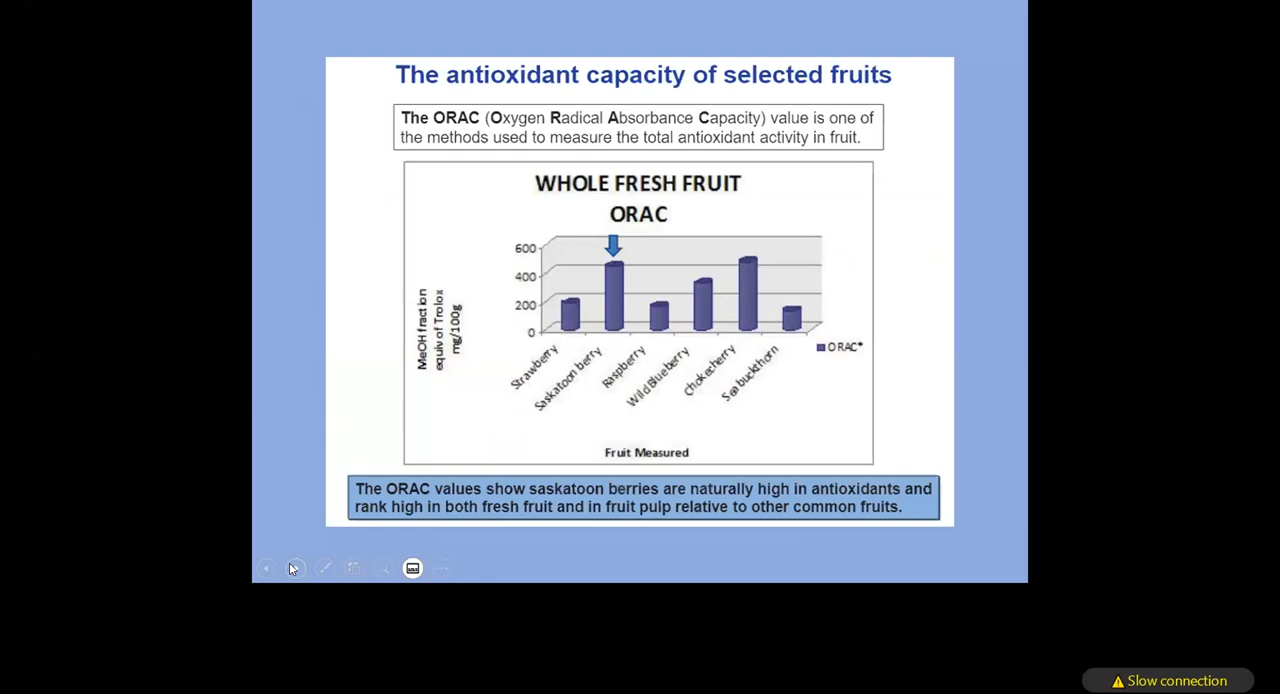 The antioxidant capacity of selected fruits
The ORAC (Oxygen Radical Absorbance Capacity) value is one of
the methods used to measure the total antioxidant activity in fruit.
WHOLE FRESH FRUIT
ORAC
600
400
200
0
MeOH fraction
equiv of Trolox
mg/100g
Strawberry
Saskatoon berry
Raspberry
Wild Blueberry
Chokecherry
Sea buckthorn
ORAC*
Fruit Measured
The ORAC values show saskatoon berries are naturally high in antioxidants and
rank high in both fresh fruit and in fruit pulp relative to other common fruits.
Slow connection